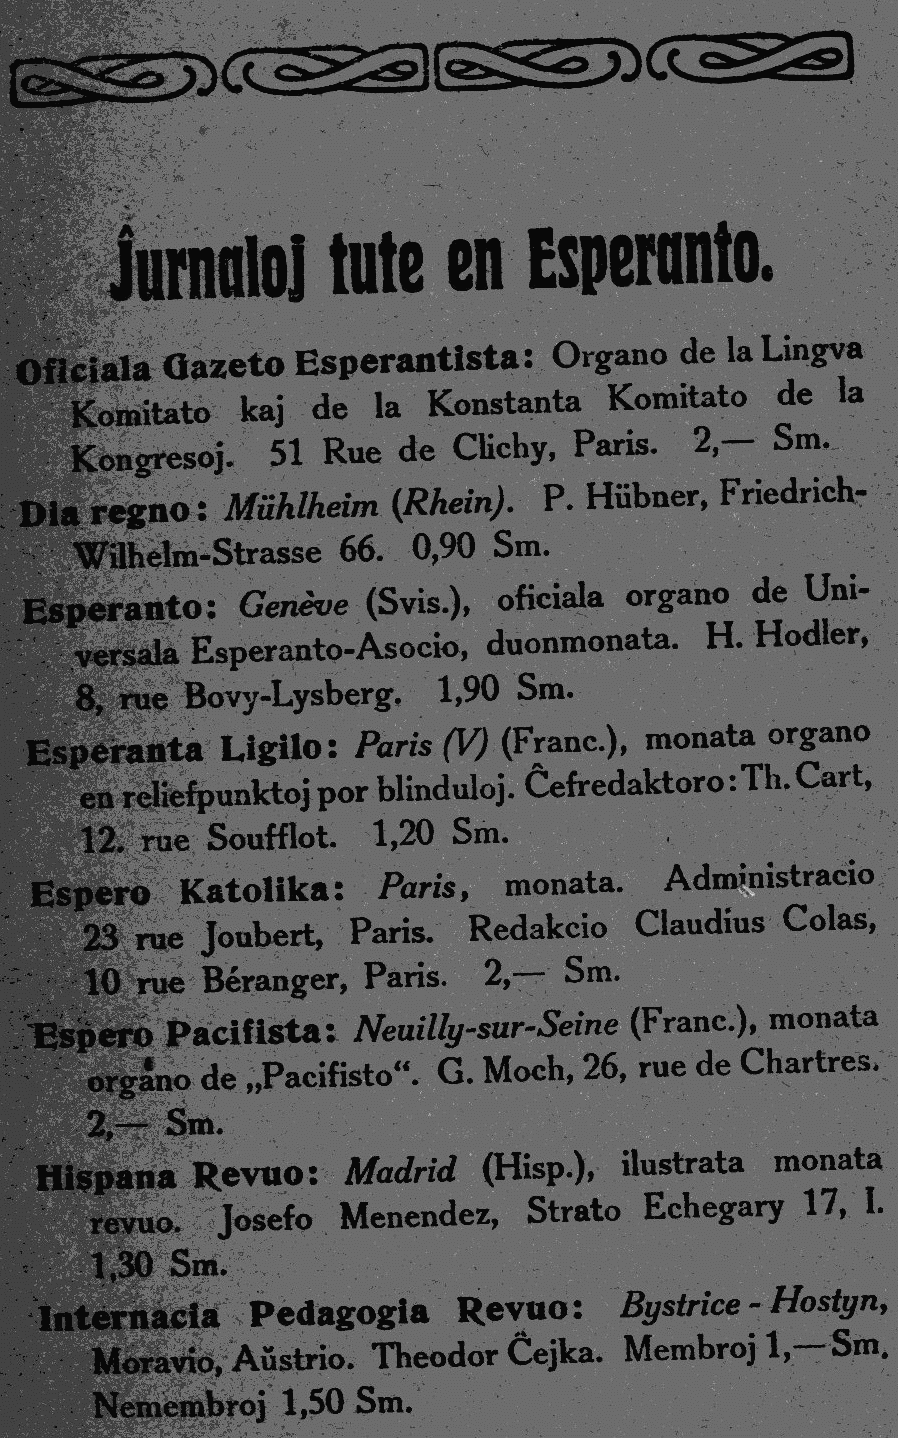 Ĵurnaloj tute en Esperanto.
Oficiala Gazeto Esperantista: Organo de la Lingva
Komitato kaj de la Konstanta Komitato de la
Kongresoj. 51 Rue de Clichy, Paris. 2,— Sm.
Dia regno: Mühlheim (Rhein). P. Hübner, Friedrich-
Wilhelm-Strasse 66. 0,90 Sm.
Esperanto: Genève (Svis.), oficiala organo de Uni-
versala Esperanto-Asocio, duonmonata. H. Hodler,
8, rue Bovy-Lysberg. 1,90 Sm.
Esperanta Ligilo: Paris (V) (Franc.), monata organo
en reliefpunktoj por blinduloj. Ĉefredaktoro: Th. Cart,
12. rue Soufflot. 1,20 Sm.
Espero Katolika: Paris, monata. Administracio
23 rue Joubert, Paris. Redakcio Claudius Colas,
10 rue Béranger, Paris. 2,— Sm.
Espero Pacifista: Neuilly-sur-Seine (Franc.), monata
organo de „Pacifisto“. G. Moch, 26, rue de Chartres.
2,— Sm.
Hispana Revuo: Madrid (Hisp.), ilustrata monata
revuo. Josefo Menendez, Strato Echegary 17, I.
1,30 Sm.
Internacia Pedagogia Revuo: Bystrice - Hostyn,
Moravio, Aŭstrio. Theodor Čejka. Membroj 1,— Sm.
Nemembroj 1,50 Sm.